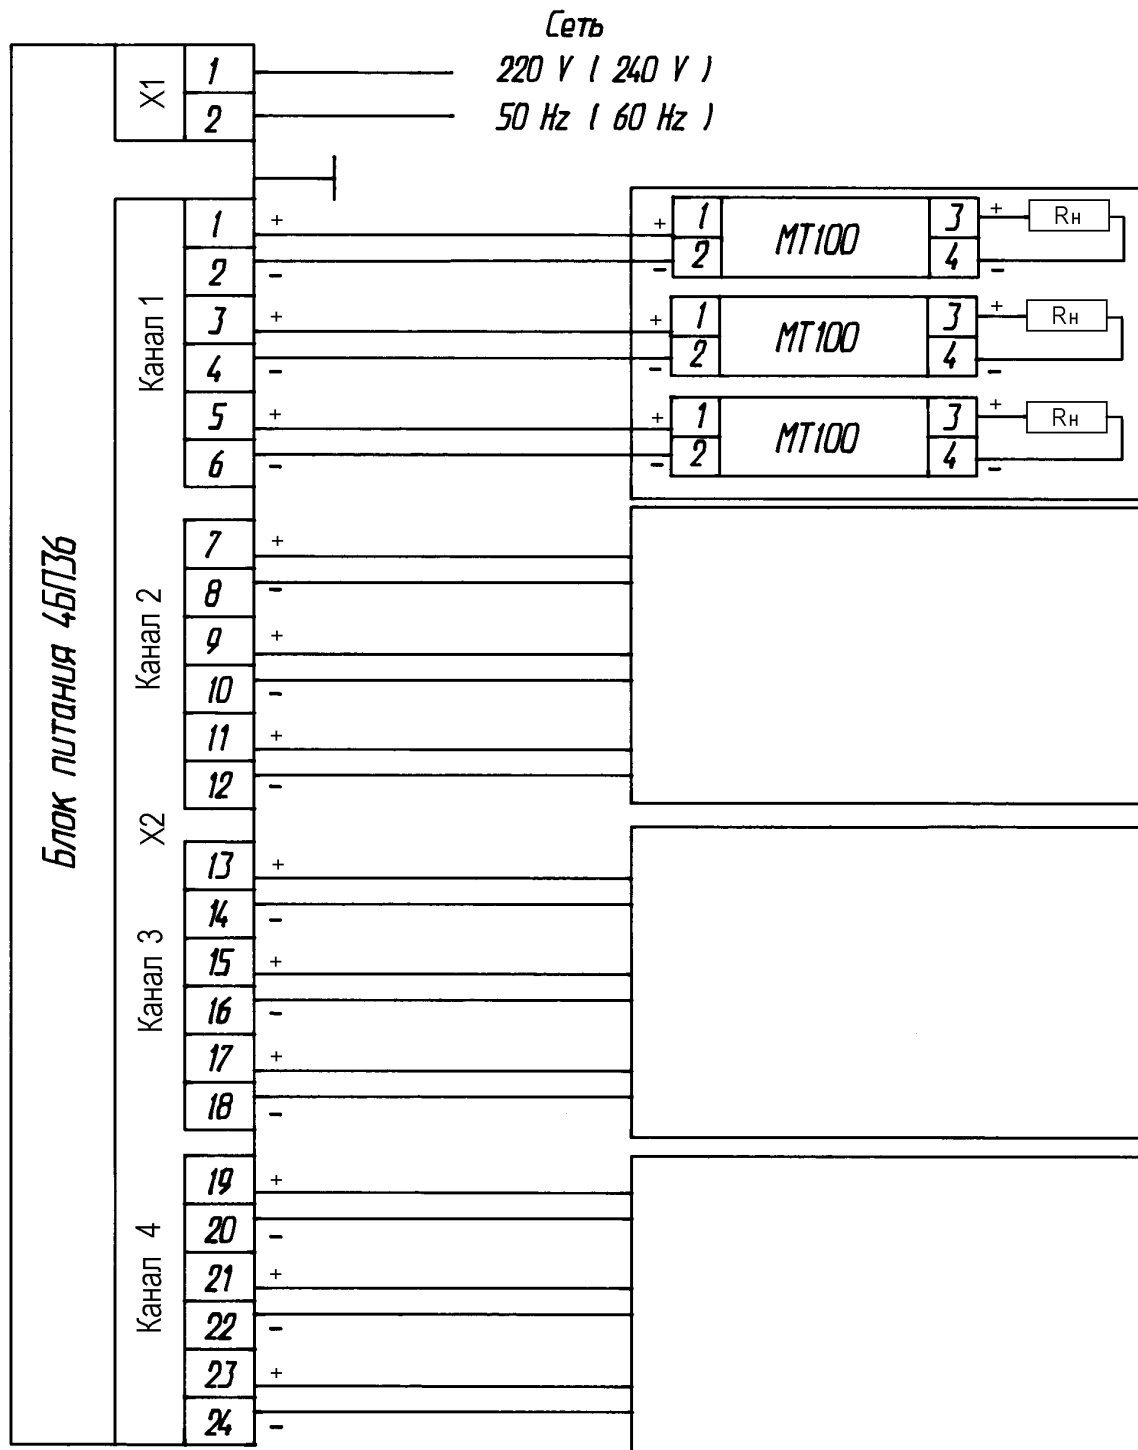 Сеть
220 V ( 240 V )
50 Hz ( 60 Hz )
Блок питания 4БП36
X1
1
2
X2
Канал 1
1 +
2 -
3 +
4 -
5 +
6 -
Канал 2
7 +
8 -
9 +
10 -
11 +
12 -
Канал 3
13 +
14 -
15 +
16 -
17 +
18 -
Канал 4
19 +
20 -
21 +
22 -
23 +
24 -
+ 1 МТ100 3 + Rн
- 2 4 -
+ 1 МТ100 3 + Rн
- 2 4 -
+ 1 МТ100 3 + Rн
- 2 4 -